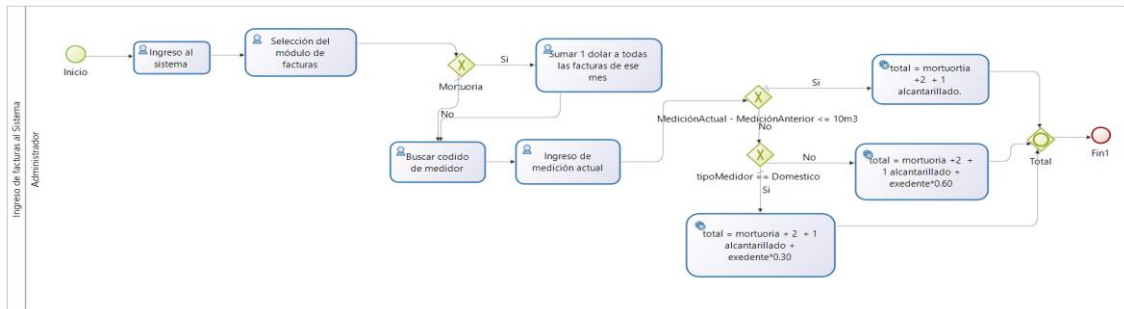 Ingreso de facturas al Sistema
Administrador
Inicio
Ingreso al
sistema
Selección del
módulo de
facturas
Mortuoria
Si
No
Sumar 1 dolar a todas
las facturas de ese
mes
Buscar codido
de medidor
Ingreso de
medición actual
MediciónActual - MediciónAnterior <= 10m3
Si
No
total = mortuortia
+2 + 1
alcantarillado.
tipoMedidor == Domestico
No
Si
total = mortuoria +2 +
1 alcantarillado +
exedente*0.60
total = mortuoria + 2 + 1
alcantarillado +
exedente*0.30
Total
Fin1